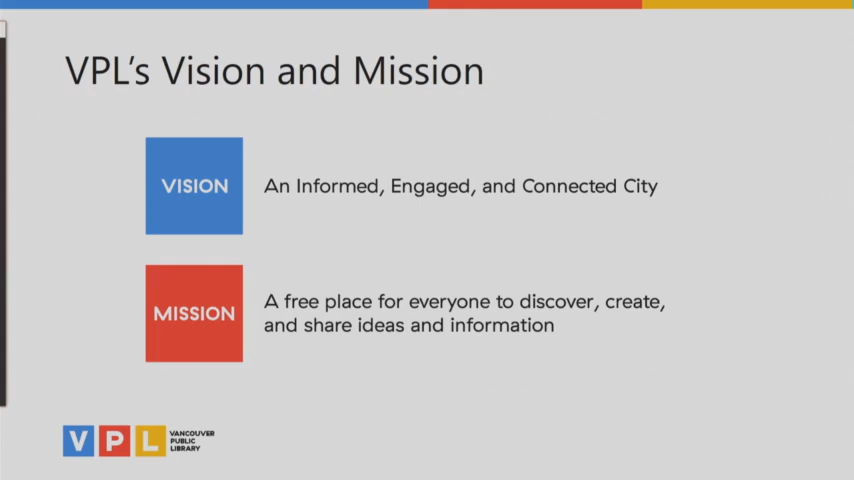 VPL's Vision and Mission
VISION
An Informed, Engaged, and Connected City
MISSION
A free place for everyone to discover, create,
and share ideas and information
VPL
VANCOUVER
PUBLIC
LIBRARY